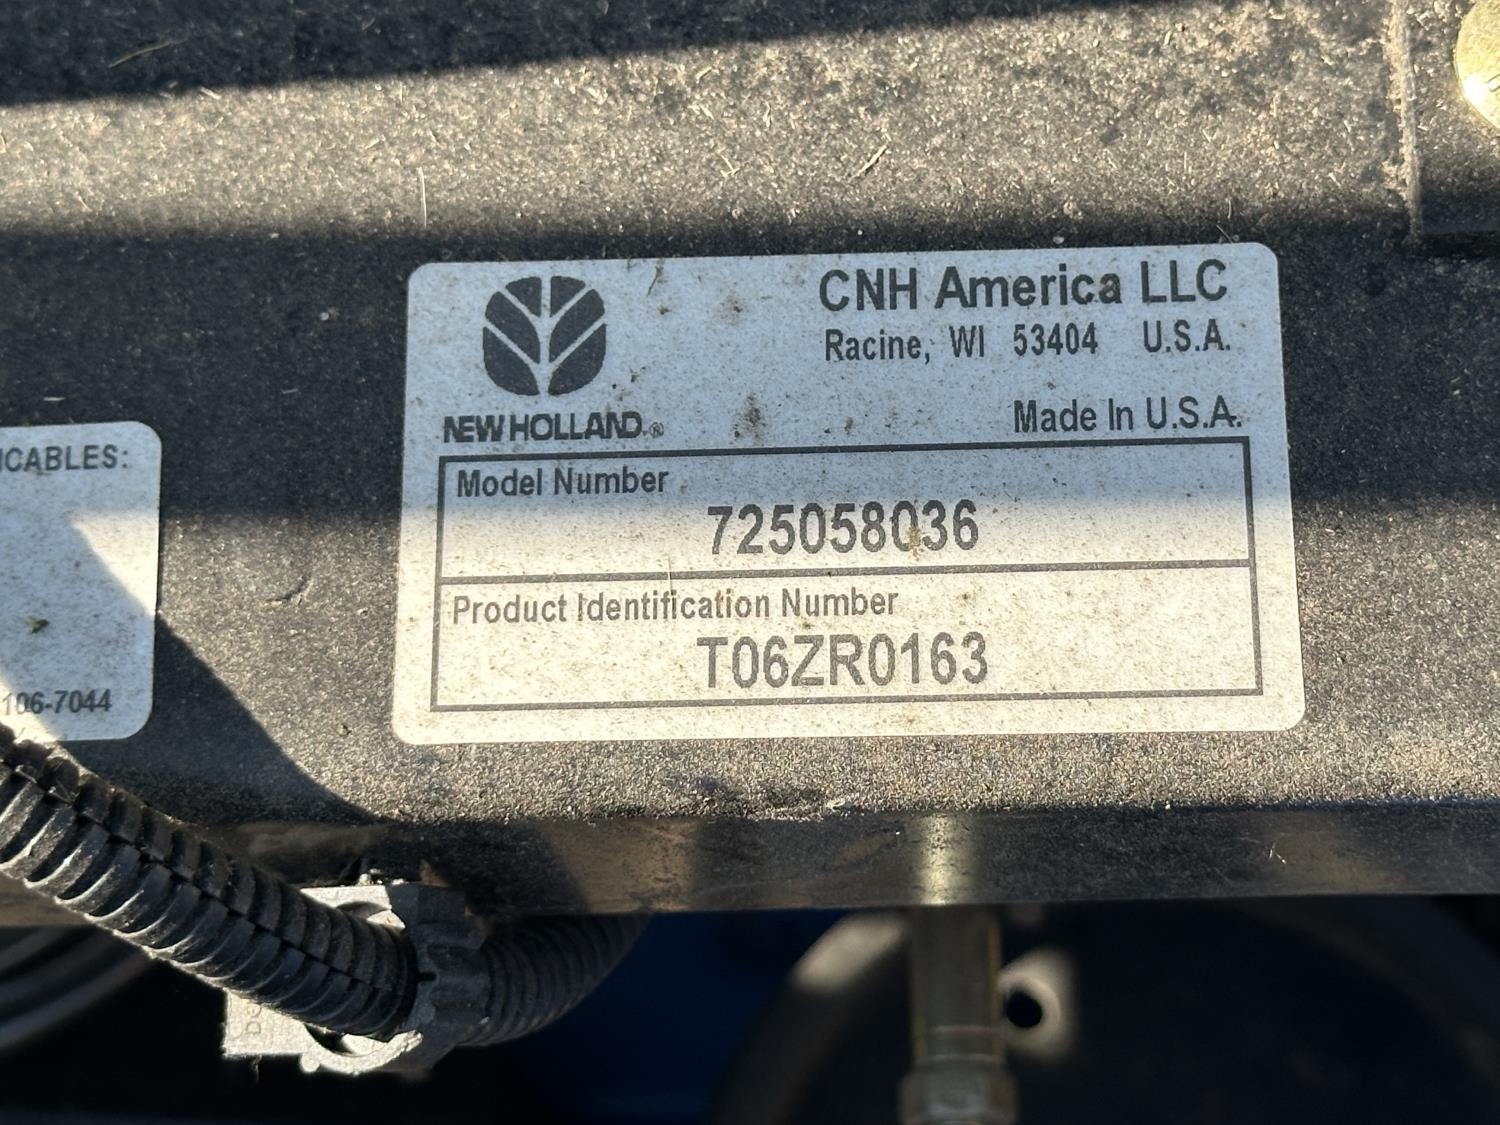 CNH America LLC
Racine, WI 53404 U.S.A.
NEW HOLLAND®
Made In U.S.A.
Model Number
725058036
Product Identification Number
T06ZR0163
ICABLES:
106-7044